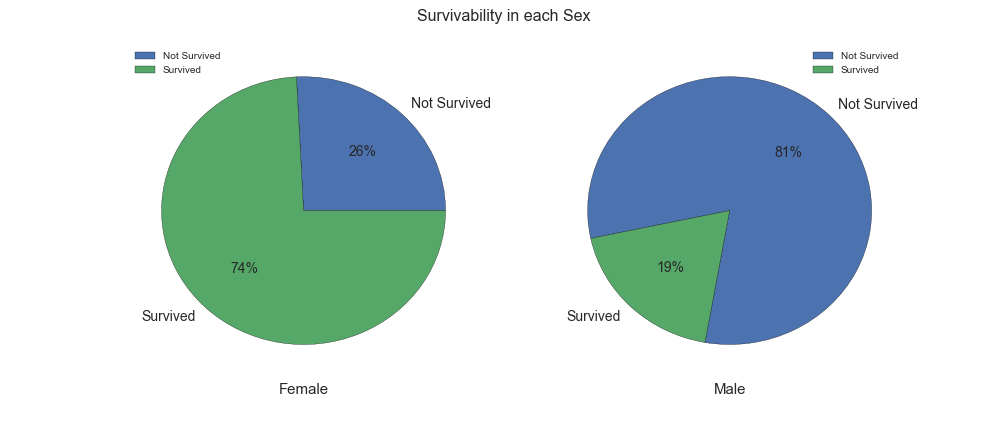 Survivability in each Sex
Not Survived
Survived
Not Survived
26%
74%
Survived
Female
Not Survived
Survived
Not Survived
81%
19%
Survived
Male